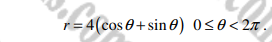 r = 4(cos θ + sin θ)  0 ≤ θ < 2π.